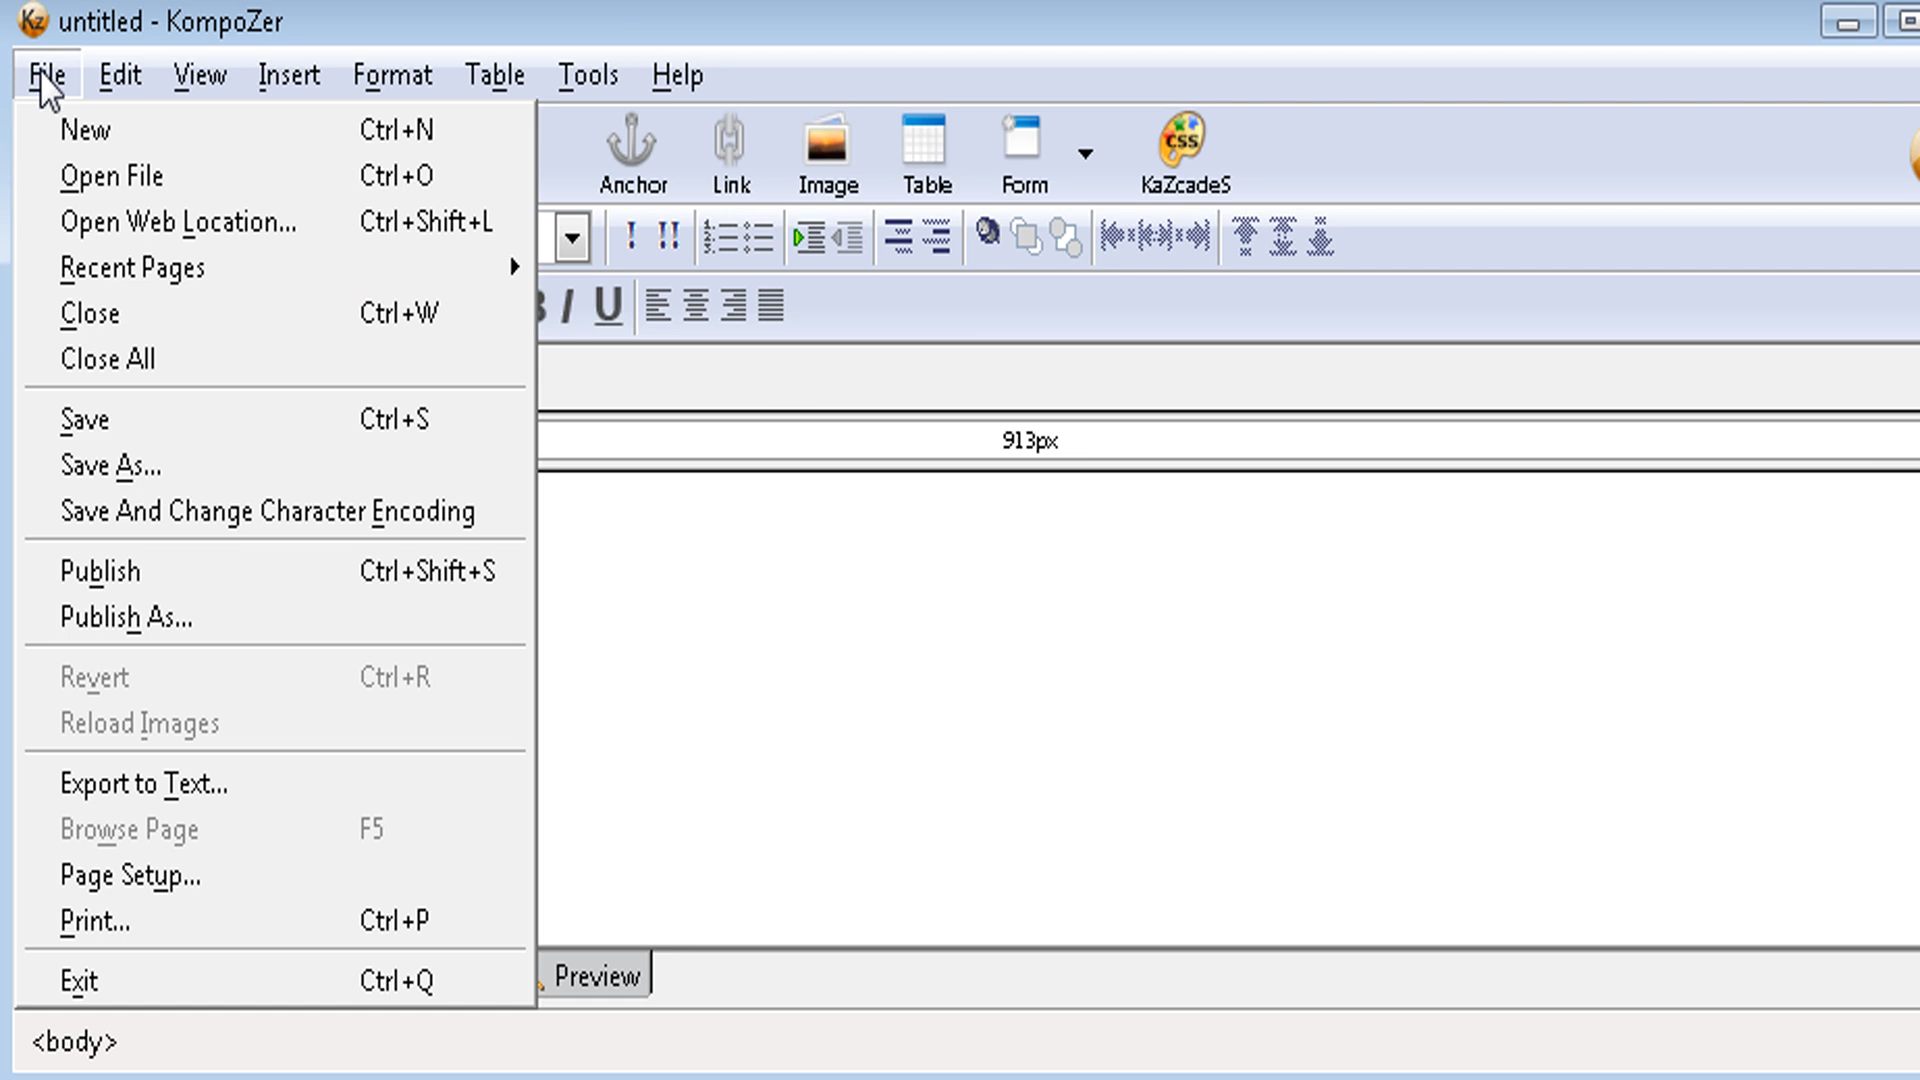 Kz untitled - KompoZer
File Edit View Insert Format Table Tools Help
New Ctrl+N
Open File Ctrl+O
Open Web Location... Ctrl+Shift+L
Recent Pages
Close Ctrl+W
Close All
Save Ctrl+S
Save As...
Save And Change Character Encoding
Publish Ctrl+Shift+S
Publish As...
Revert Ctrl+R
Reload Images
Export to Text...
Browse Page F5
Page Setup...
Print... Ctrl+P
Exit Ctrl+Q
CSS
Anchor Link Image Table Form KaZcadeS
! !!
B I U
913px
Preview
<body>